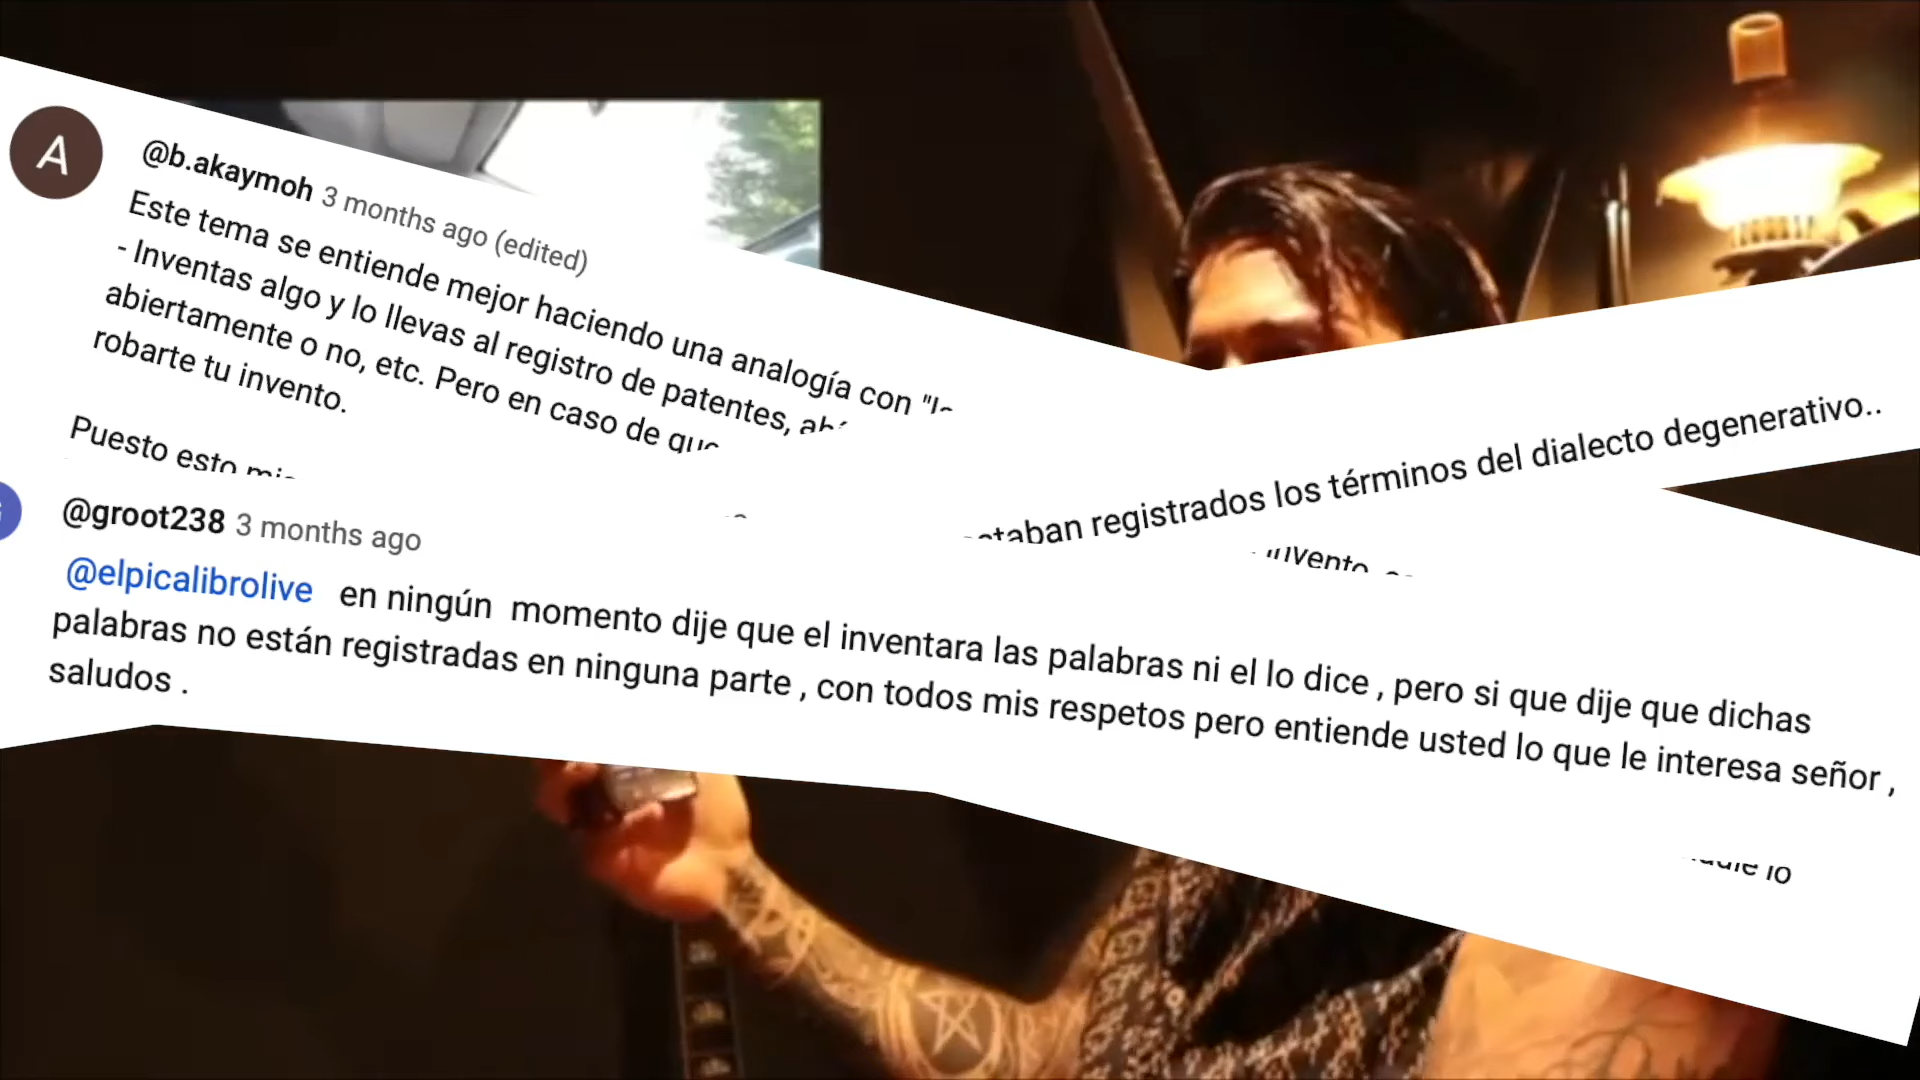 A
@b.akaymoh 3 months ago (edited)
Este tema se entiende mejor haciendo una analogía con
- Inventas algo y lo llevas al registro de patentes,
abiertamente o no, etc. Pero en caso de que
robarte tu invento.
Puesto esto
registrados los términos del dialecto degenerativo..
invento,
@groot238 3 months ago
@elpicalibrolive en ningún momento dije que el inventara las palabras ni el lo dice , pero si que dije que dichas
palabras no están registradas en ninguna parte , con todos mis respetos pero entiende usted lo que le interesa señor ,
saludos .
lo